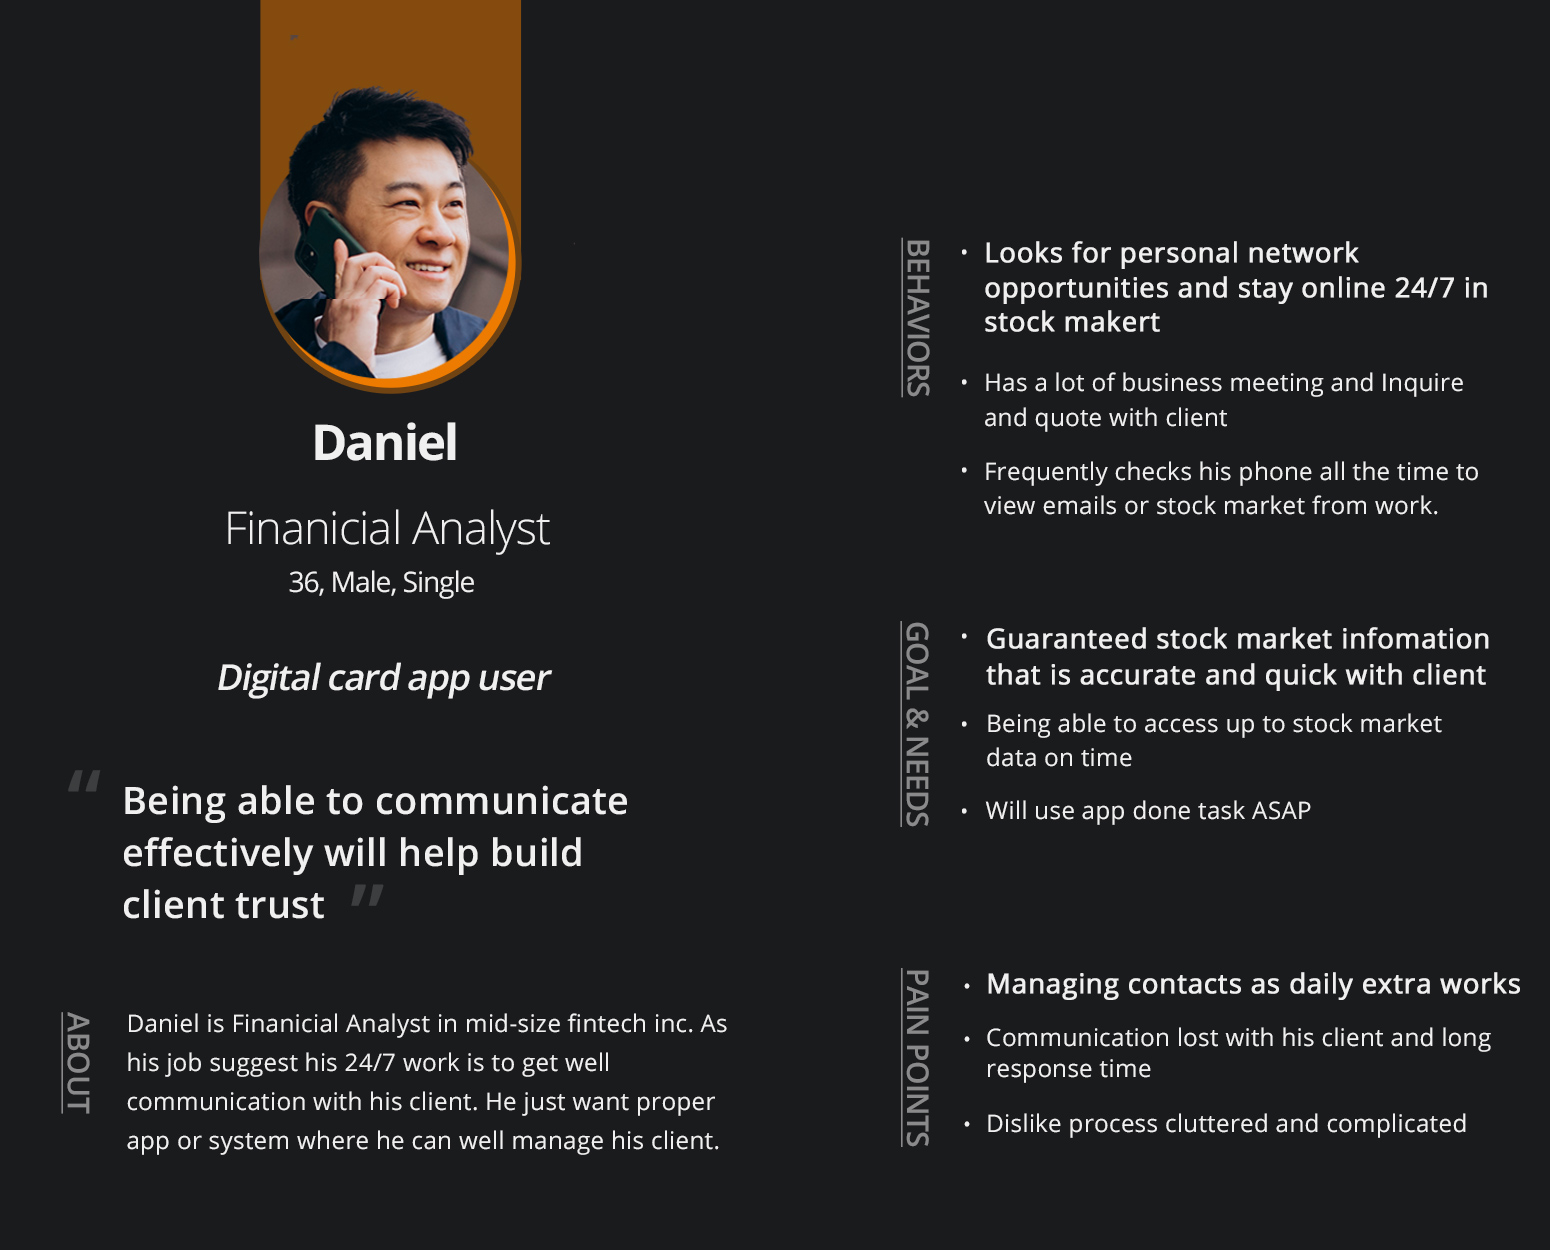 Daniel
Finanicial Analyst
36, Male, Single
Digital card app user
“ Being able to communicate
effectively will help build
client trust ”
ABOUT
Daniel is Finanicial Analyst in mid-size fintech inc. As
his job suggest his 24/7 work is to get well
communication with his client. He just want proper
app or system where he can well manage his client.
BEHAVIORS
• Looks for personal network
opportunities and stay online 24/7 in
stock makert
• Has a lot of business meeting and Inquire
and quote with client
• Frequently checks his phone all the time to
view emails or stock market from work.
GOAL & NEEDS
• Guaranteed stock market infomation
that is accurate and quick with client
• Being able to access up to stock market
data on time
• Will use app done task ASAP
PAIN POINTS
• Managing contacts as daily extra works
• Communication lost with his client and long
response time
• Dislike process cluttered and complicated